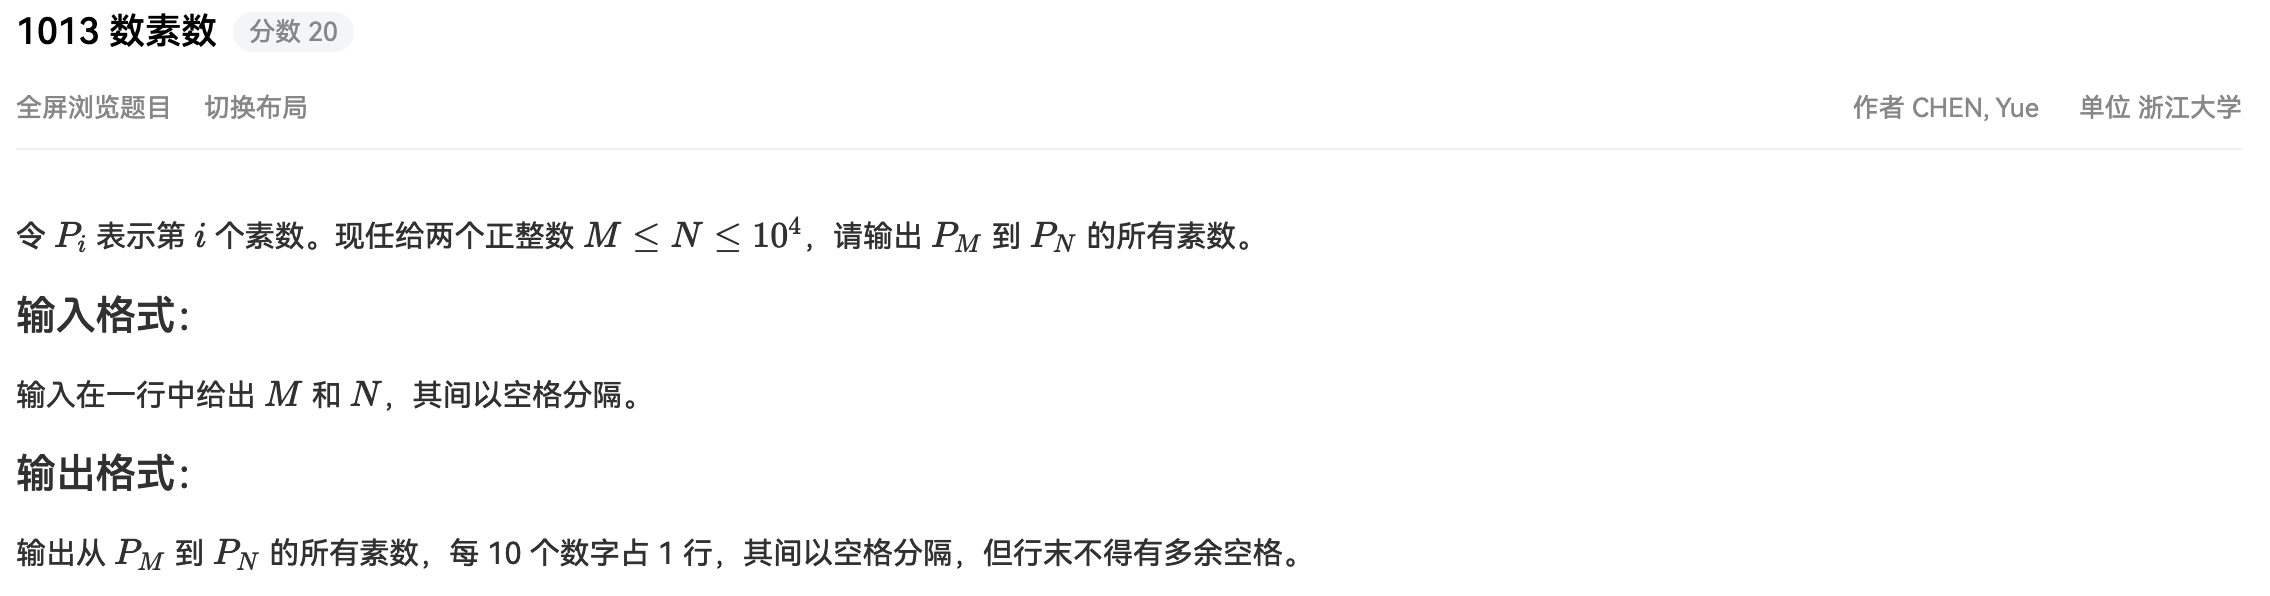 1013 数素数 分数 20
全屏浏览题目 切换布局 作者 CHEN, Yue 单位 浙江大学
令 $P_i$ 表示第 $i$ 个素数。现任给两个正整数 $M \leq N \leq 10^4$，请输出 $P_M$ 到 $P_N$ 的所有素数。
输入格式：
输入在一行中给出 $M$ 和 $N$，其间以空格分隔。
输出格式：
输出从 $P_M$ 到 $P_N$ 的所有素数，每 10 个数字占 1 行，其间以空格分隔，但行末不得有多余空格。